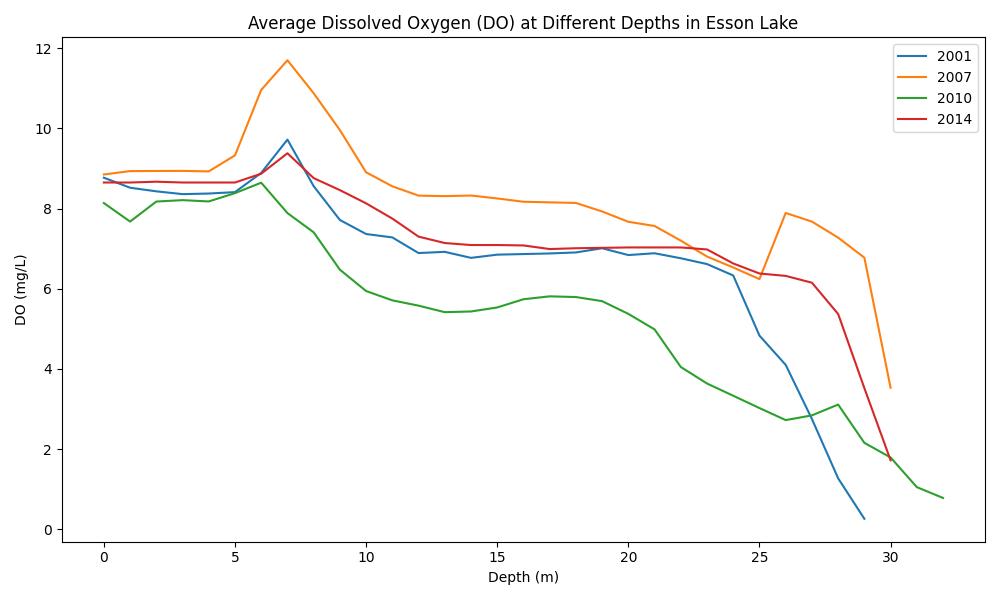 Average Dissolved Oxygen (DO) at Different Depths in Esson Lake
2001
2007
2010
2014
DO (mg/L)
12
10
8
6
4
2
0
0 5 10 15 20 25 30
Depth (m)